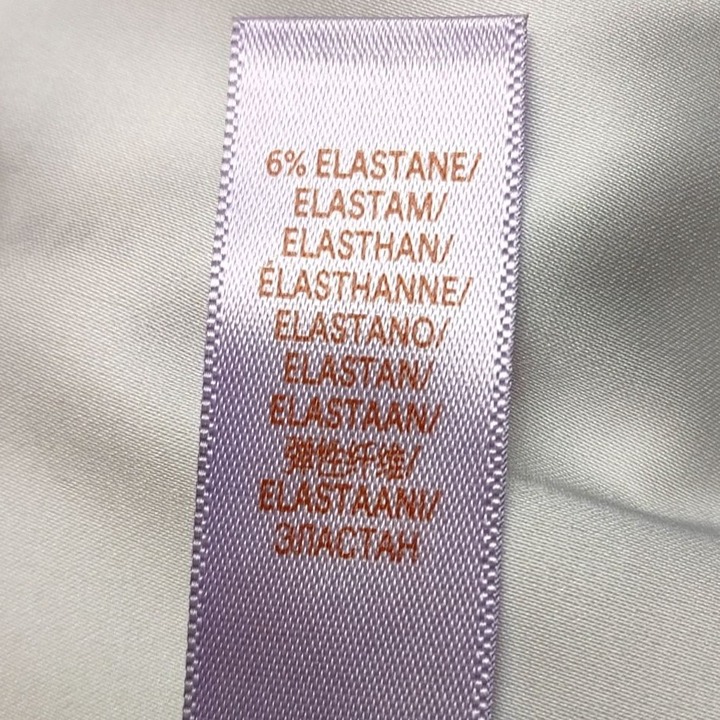 6% ELASTANE/
ELASTAM/
ELASTHAN/
ÉLASTHANNE/
ELASTANO/
ELASTAN/
ELASTAAN/
弹性纤维/
ELASTAANI/
ЭЛАСТАН